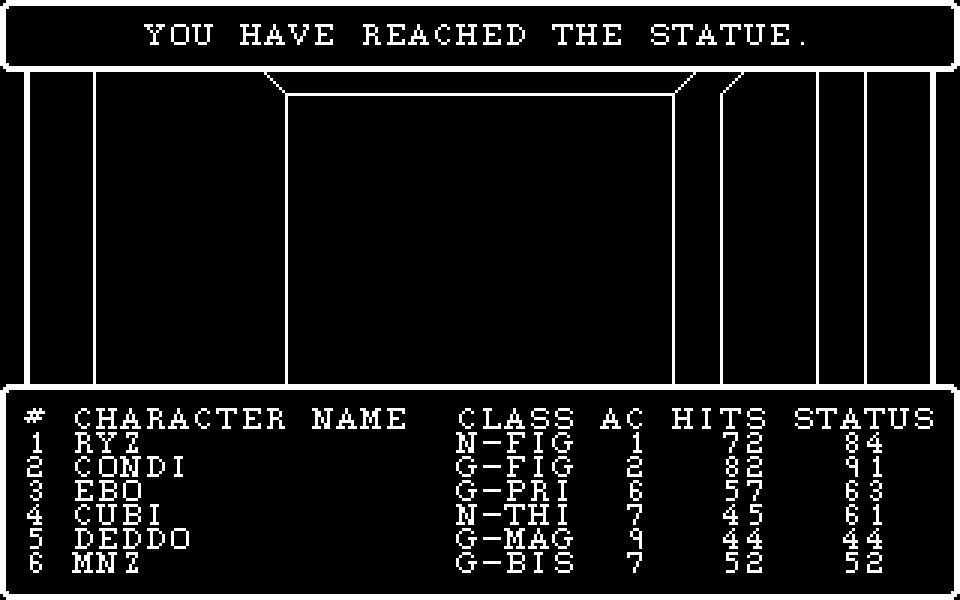 YOU HAVE REACHED THE STATUE.
# CHARACTER NAME CLASS AC HITS STATUS
1 RYZ N-FIG 1 72 84
2 CONDI G-FIG 2 82 91
3 EBO G-PRI 6 57 63
4 CUBI N-THI 7 45 61
5 DEDDO G-MAG 9 44 44
6 MNZ G-BIS 7 52 52